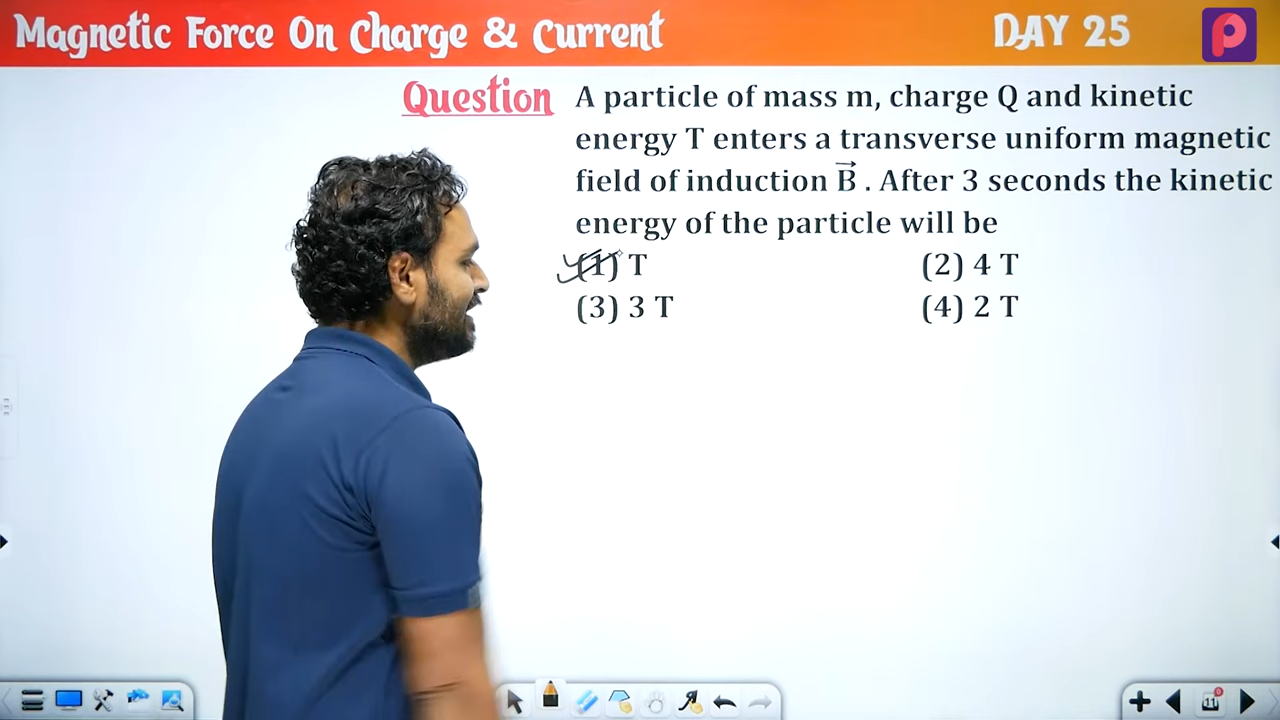 Magnetic Force On Charge & Current
DAY 25
Question
A particle of mass m, charge Q and kinetic
energy T enters a transverse uniform magnetic
field of induction B⃗ . After 3 seconds the kinetic
energy of the particle will be
(1) T
(2) 4 T
(3) 3 T
(4) 2 T
11